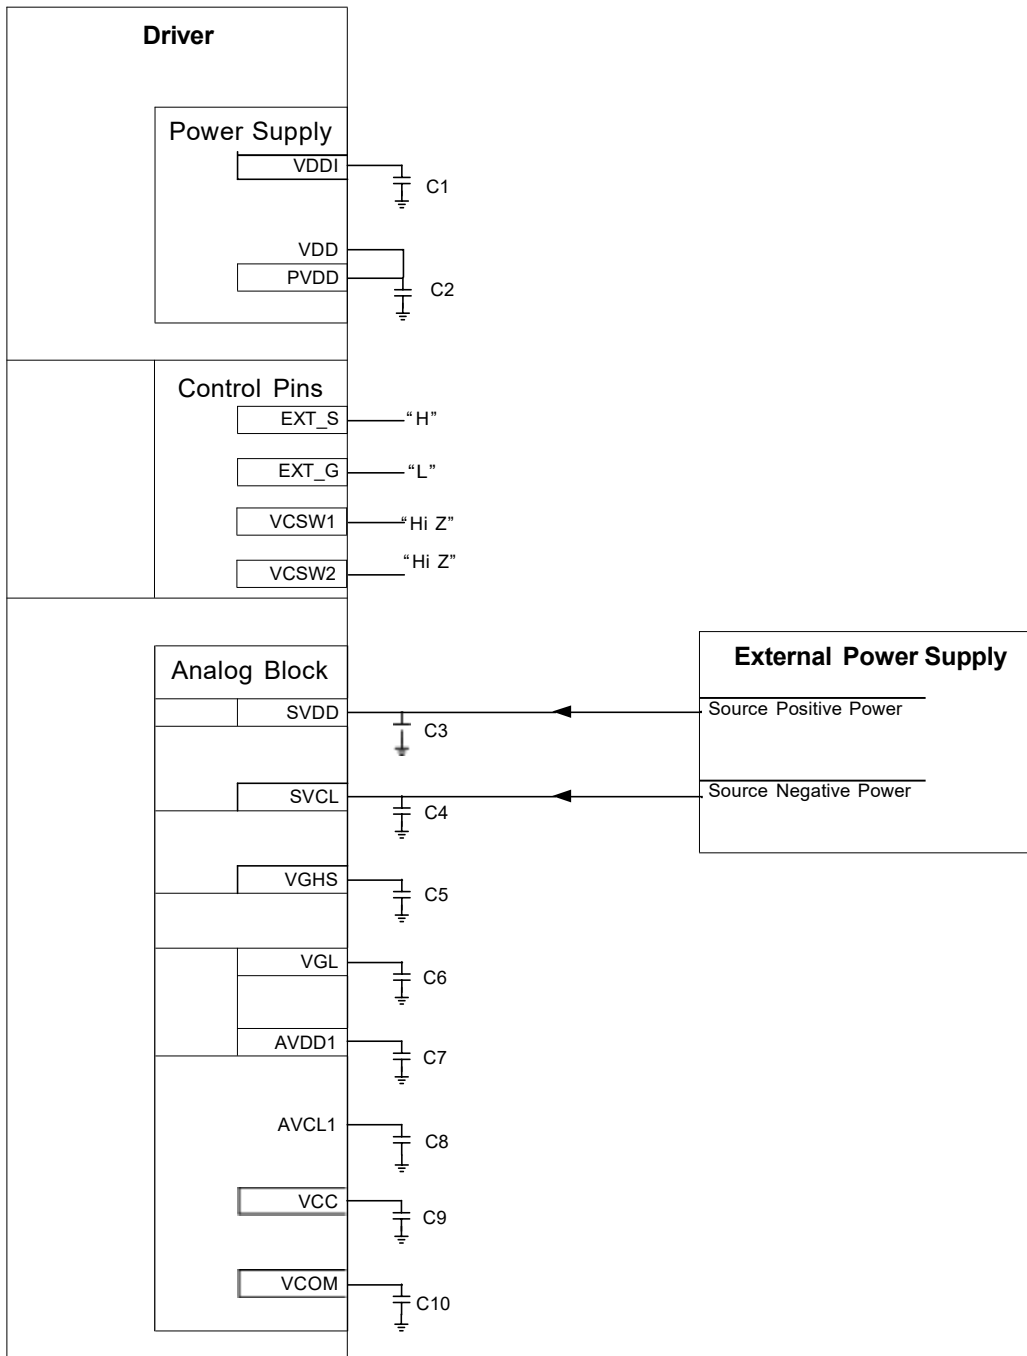 Driver
Power Supply
VDDI
C1
VDD
PVDD
C2
Control Pins
EXT_S
“H”
EXT_G
“L”
VCSW1
“Hi Z”
VCSW2
“Hi Z”
Analog Block
External Power Supply
SVDD
C3
Source Positive Power
SVCL
C4
Source Negative Power
VGHS
C5
VGL
C6
AVDD1
C7
AVCL1
C8
VCC
C9
VCOM
C10